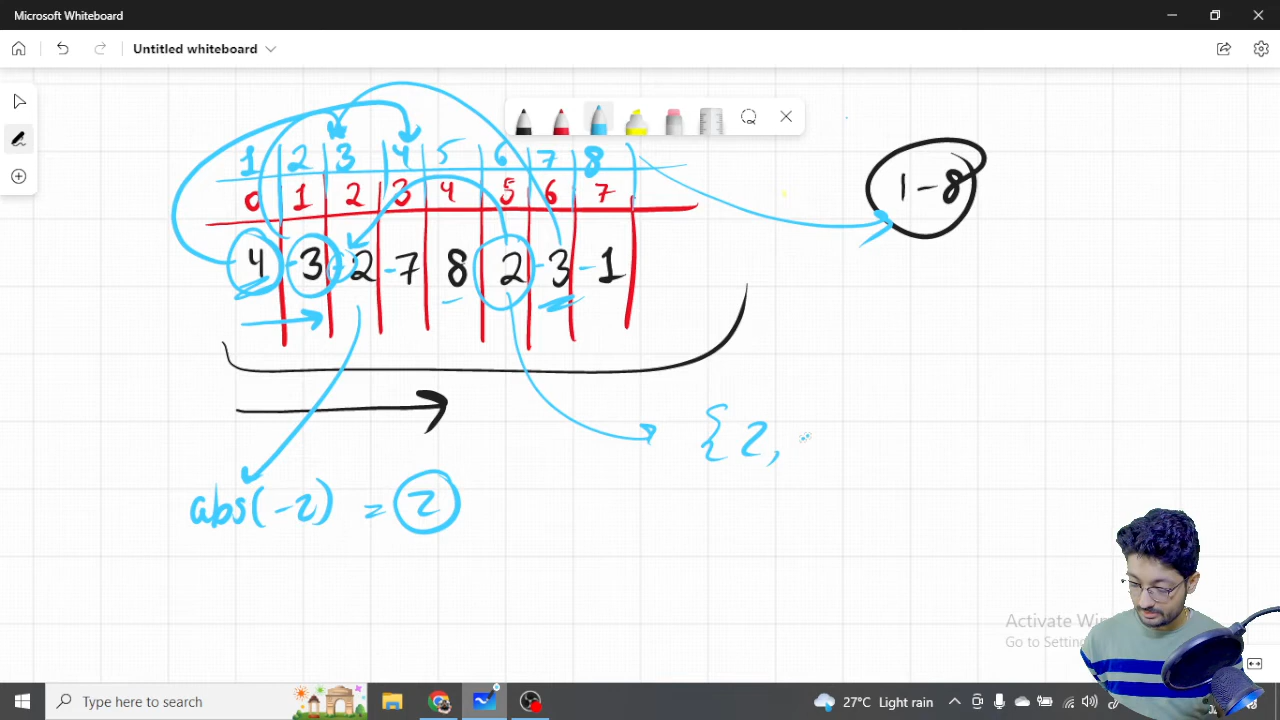 Microsoft Whiteboard
Untitled whiteboard
1 2 3 4 5 6 7 8
0 1 2 3 4 5 6 7
4 -3 -2 -7 8 2 -3 -1
1-8
{2,
abs(-2) = 2
Activate Win
Go to Setting
Type here to search
27°C Light rain